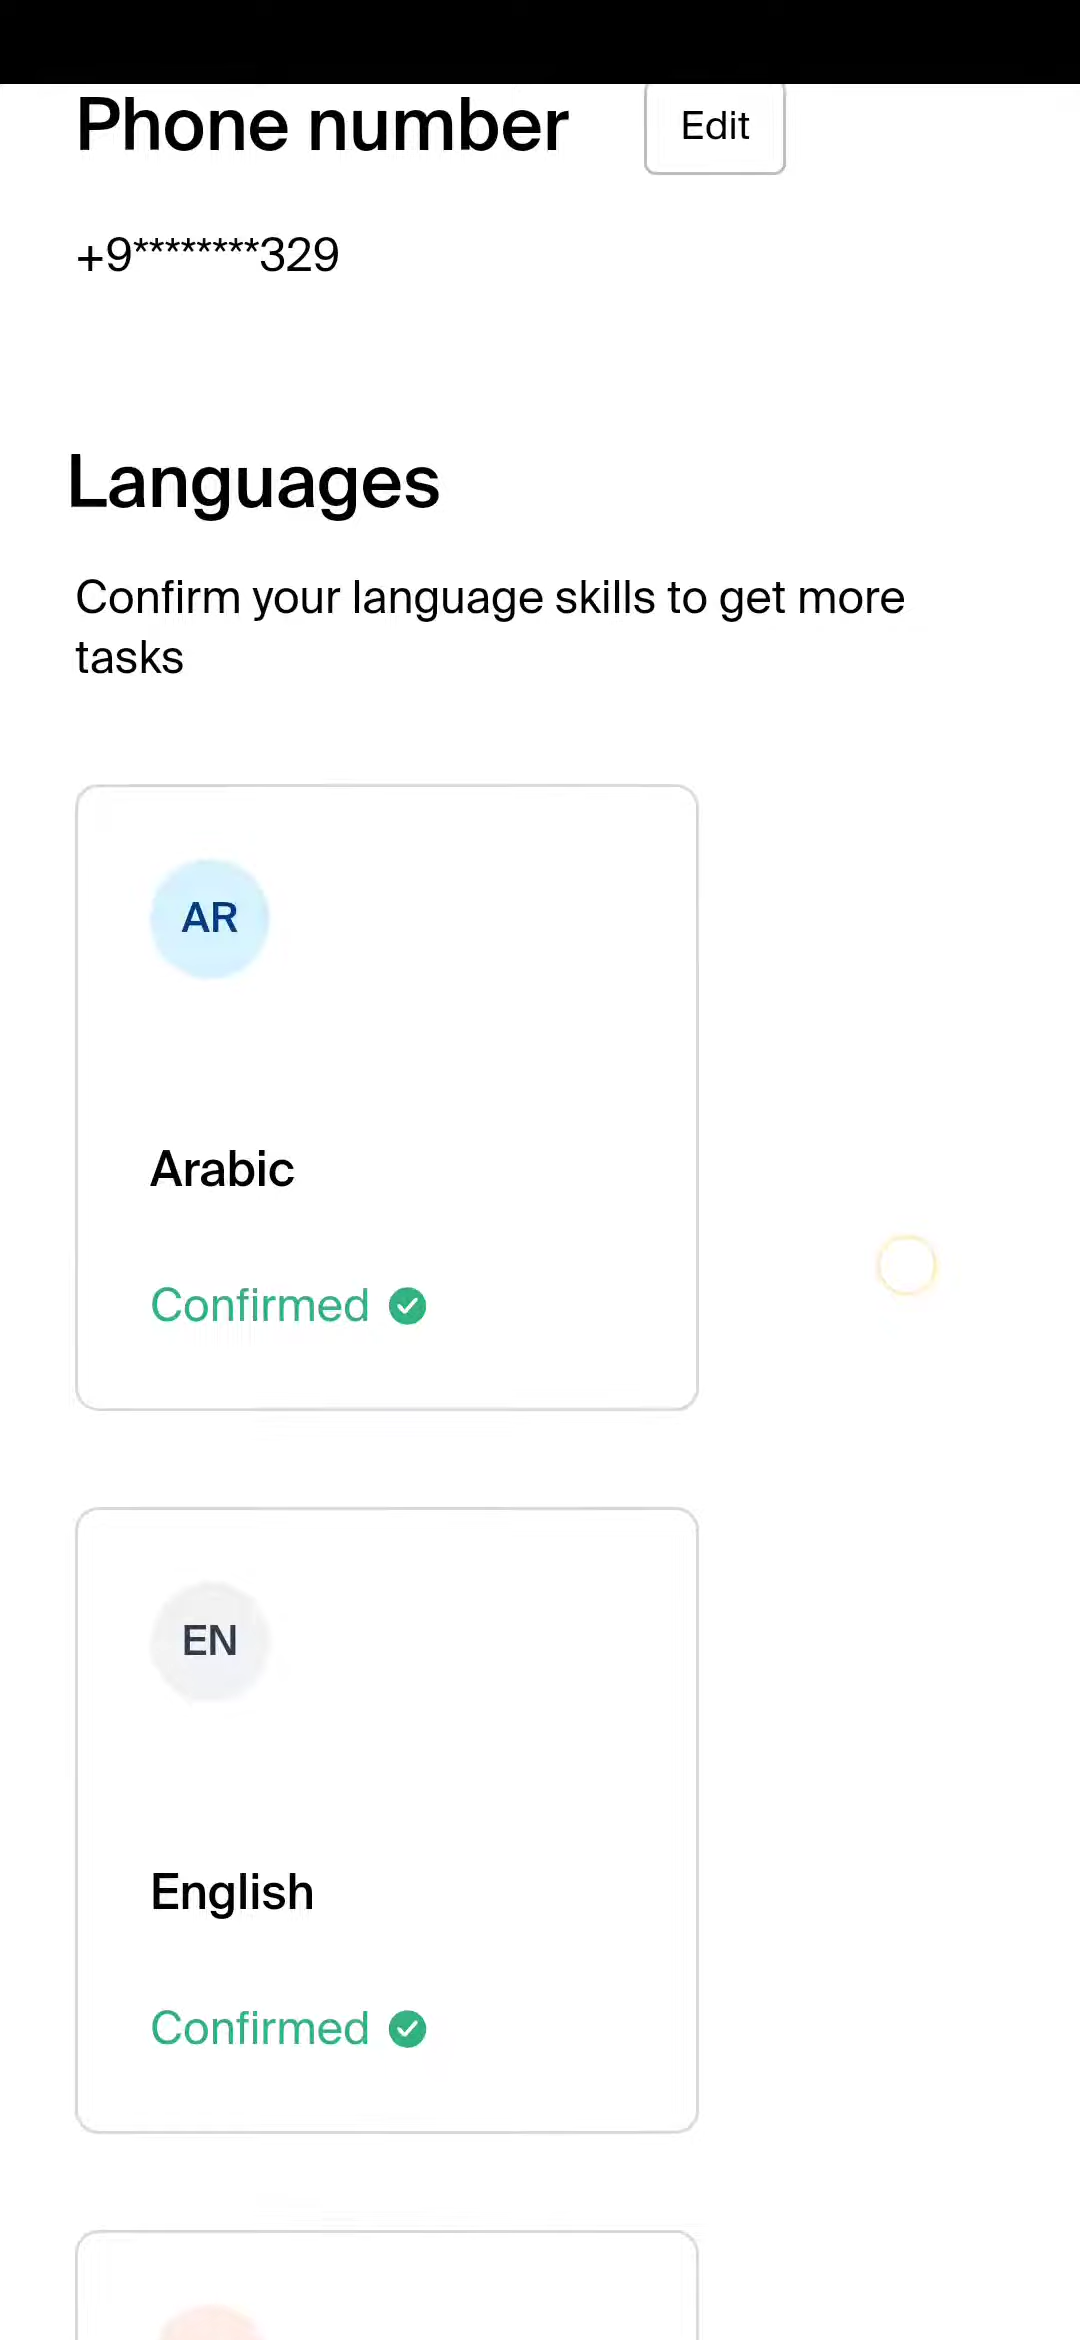 Phone number
Edit
+9********329
Languages
Confirm your language skills to get more
tasks
AR
Arabic
Confirmed
EN
English
Confirmed